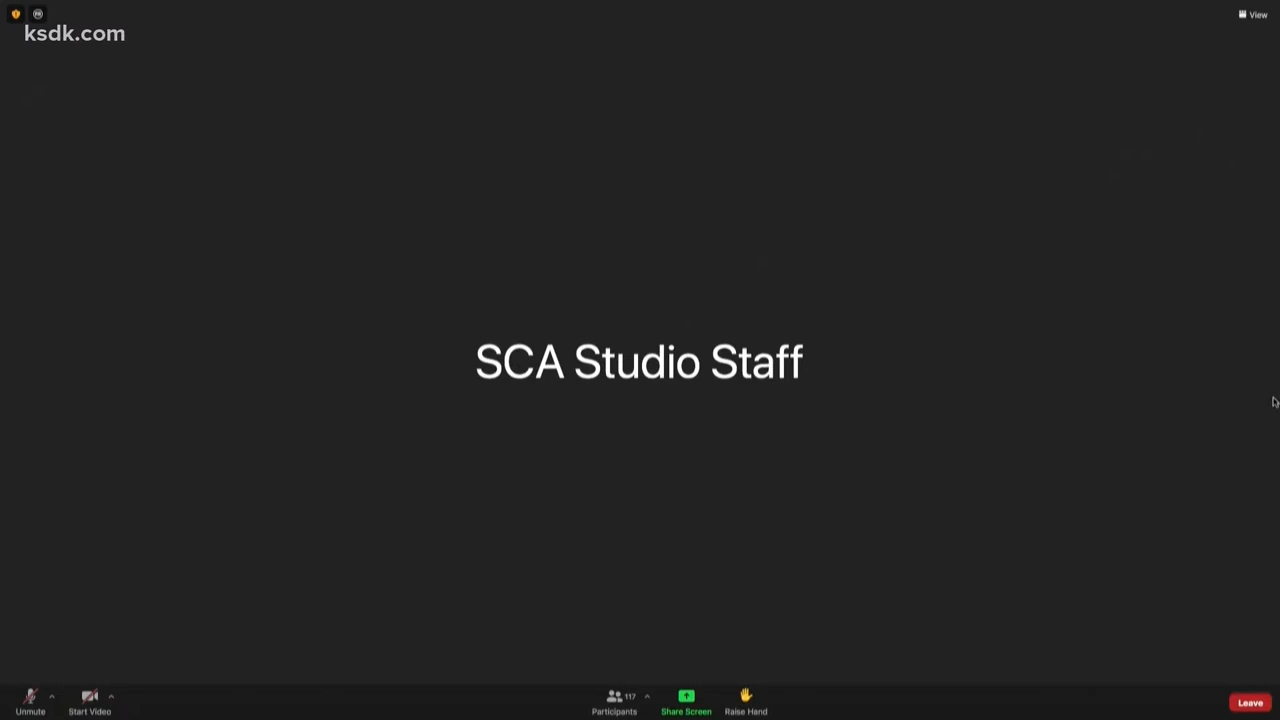 ksdk.com
View
SCA Studio Staff
Unmute
Start Video
117
Participants
Share Screen
Raise Hand
Leave